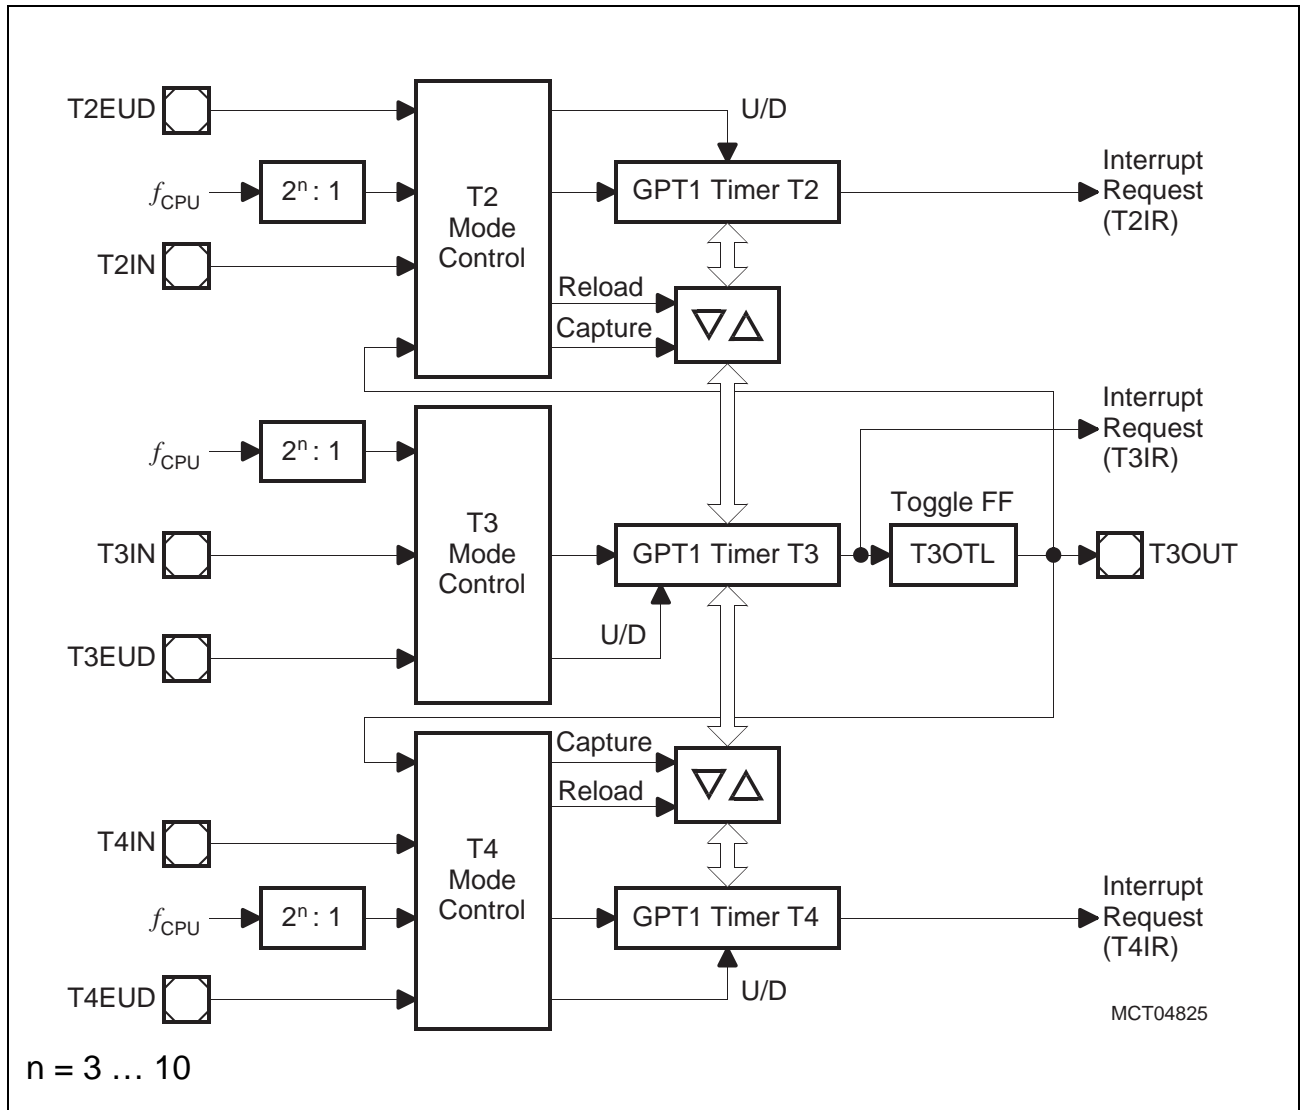 T2EUD
U/D
fCPU
2ⁿ : 1
T2
Mode
Control
GPT1 Timer T2
Interrupt
Request
(T2IR)
T2IN
Reload
Capture
fCPU
2ⁿ : 1
Interrupt
Request
(T3IR)
T3IN
T3
Mode
Control
GPT1 Timer T3
Toggle FF
T3OTL
T3OUT
T3EUD
U/D
Capture
Reload
T4IN
T4
Mode
Control
fCPU
2ⁿ : 1
GPT1 Timer T4
Interrupt
Request
(T4IR)
T4EUD
U/D
MCT04825
n = 3 … 10